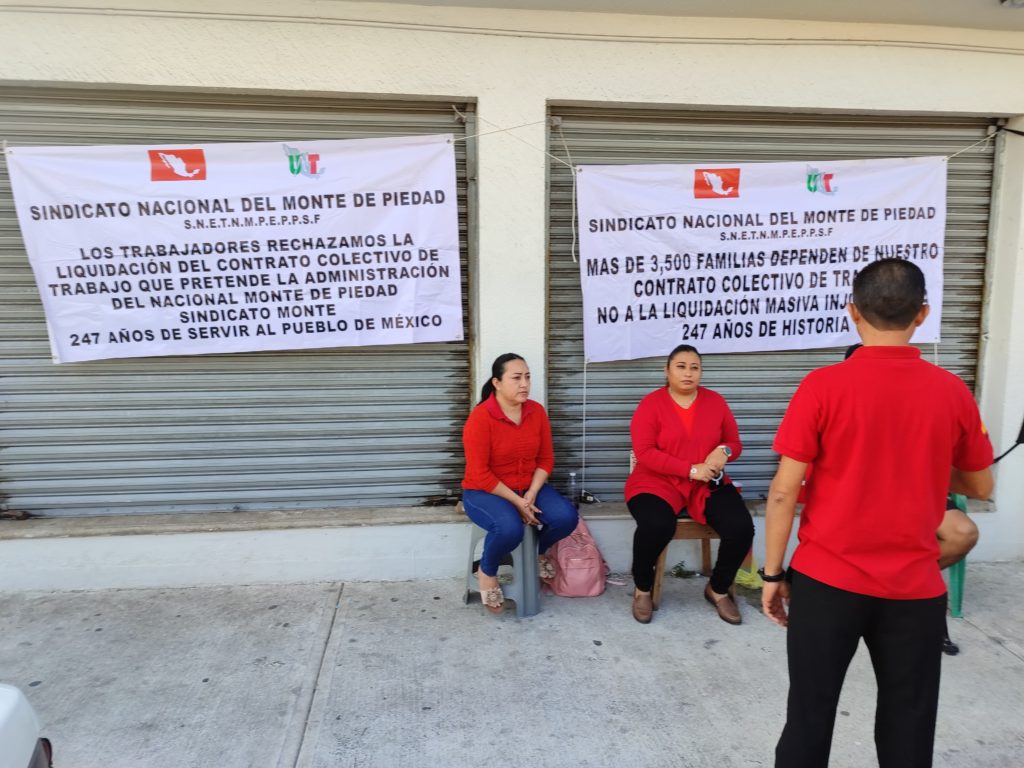 SINDICATO NACIONAL DEL MONTE DE PIEDAD
S.N.E.T.N.M.P.E.P.P.S.F
LOS TRABAJADORES RECHAZAMOS LA
LIQUIDACIÓN DEL CONTRATO COLECTIVO DE
TRABAJO QUE PRETENDE LA ADMINISTRACIÓN
DEL NACIONAL MONTE DE PIEDAD
SINDICATO MONTE
247 AÑOS DE SERVIR AL PUEBLO DE MÉXICO
SINDICATO NACIONAL DEL MONTE DE PIEDAD
S.N.E.T.N.M.P.E.P.P.S.F
MAS DE 3,500 FAMILIAS DEPENDEN DE NUESTRO
CONTRATO COLECTIVO DE
NO A LA LIQUIDACIÓN MASIVA
247 AÑOS DE HISTORIA